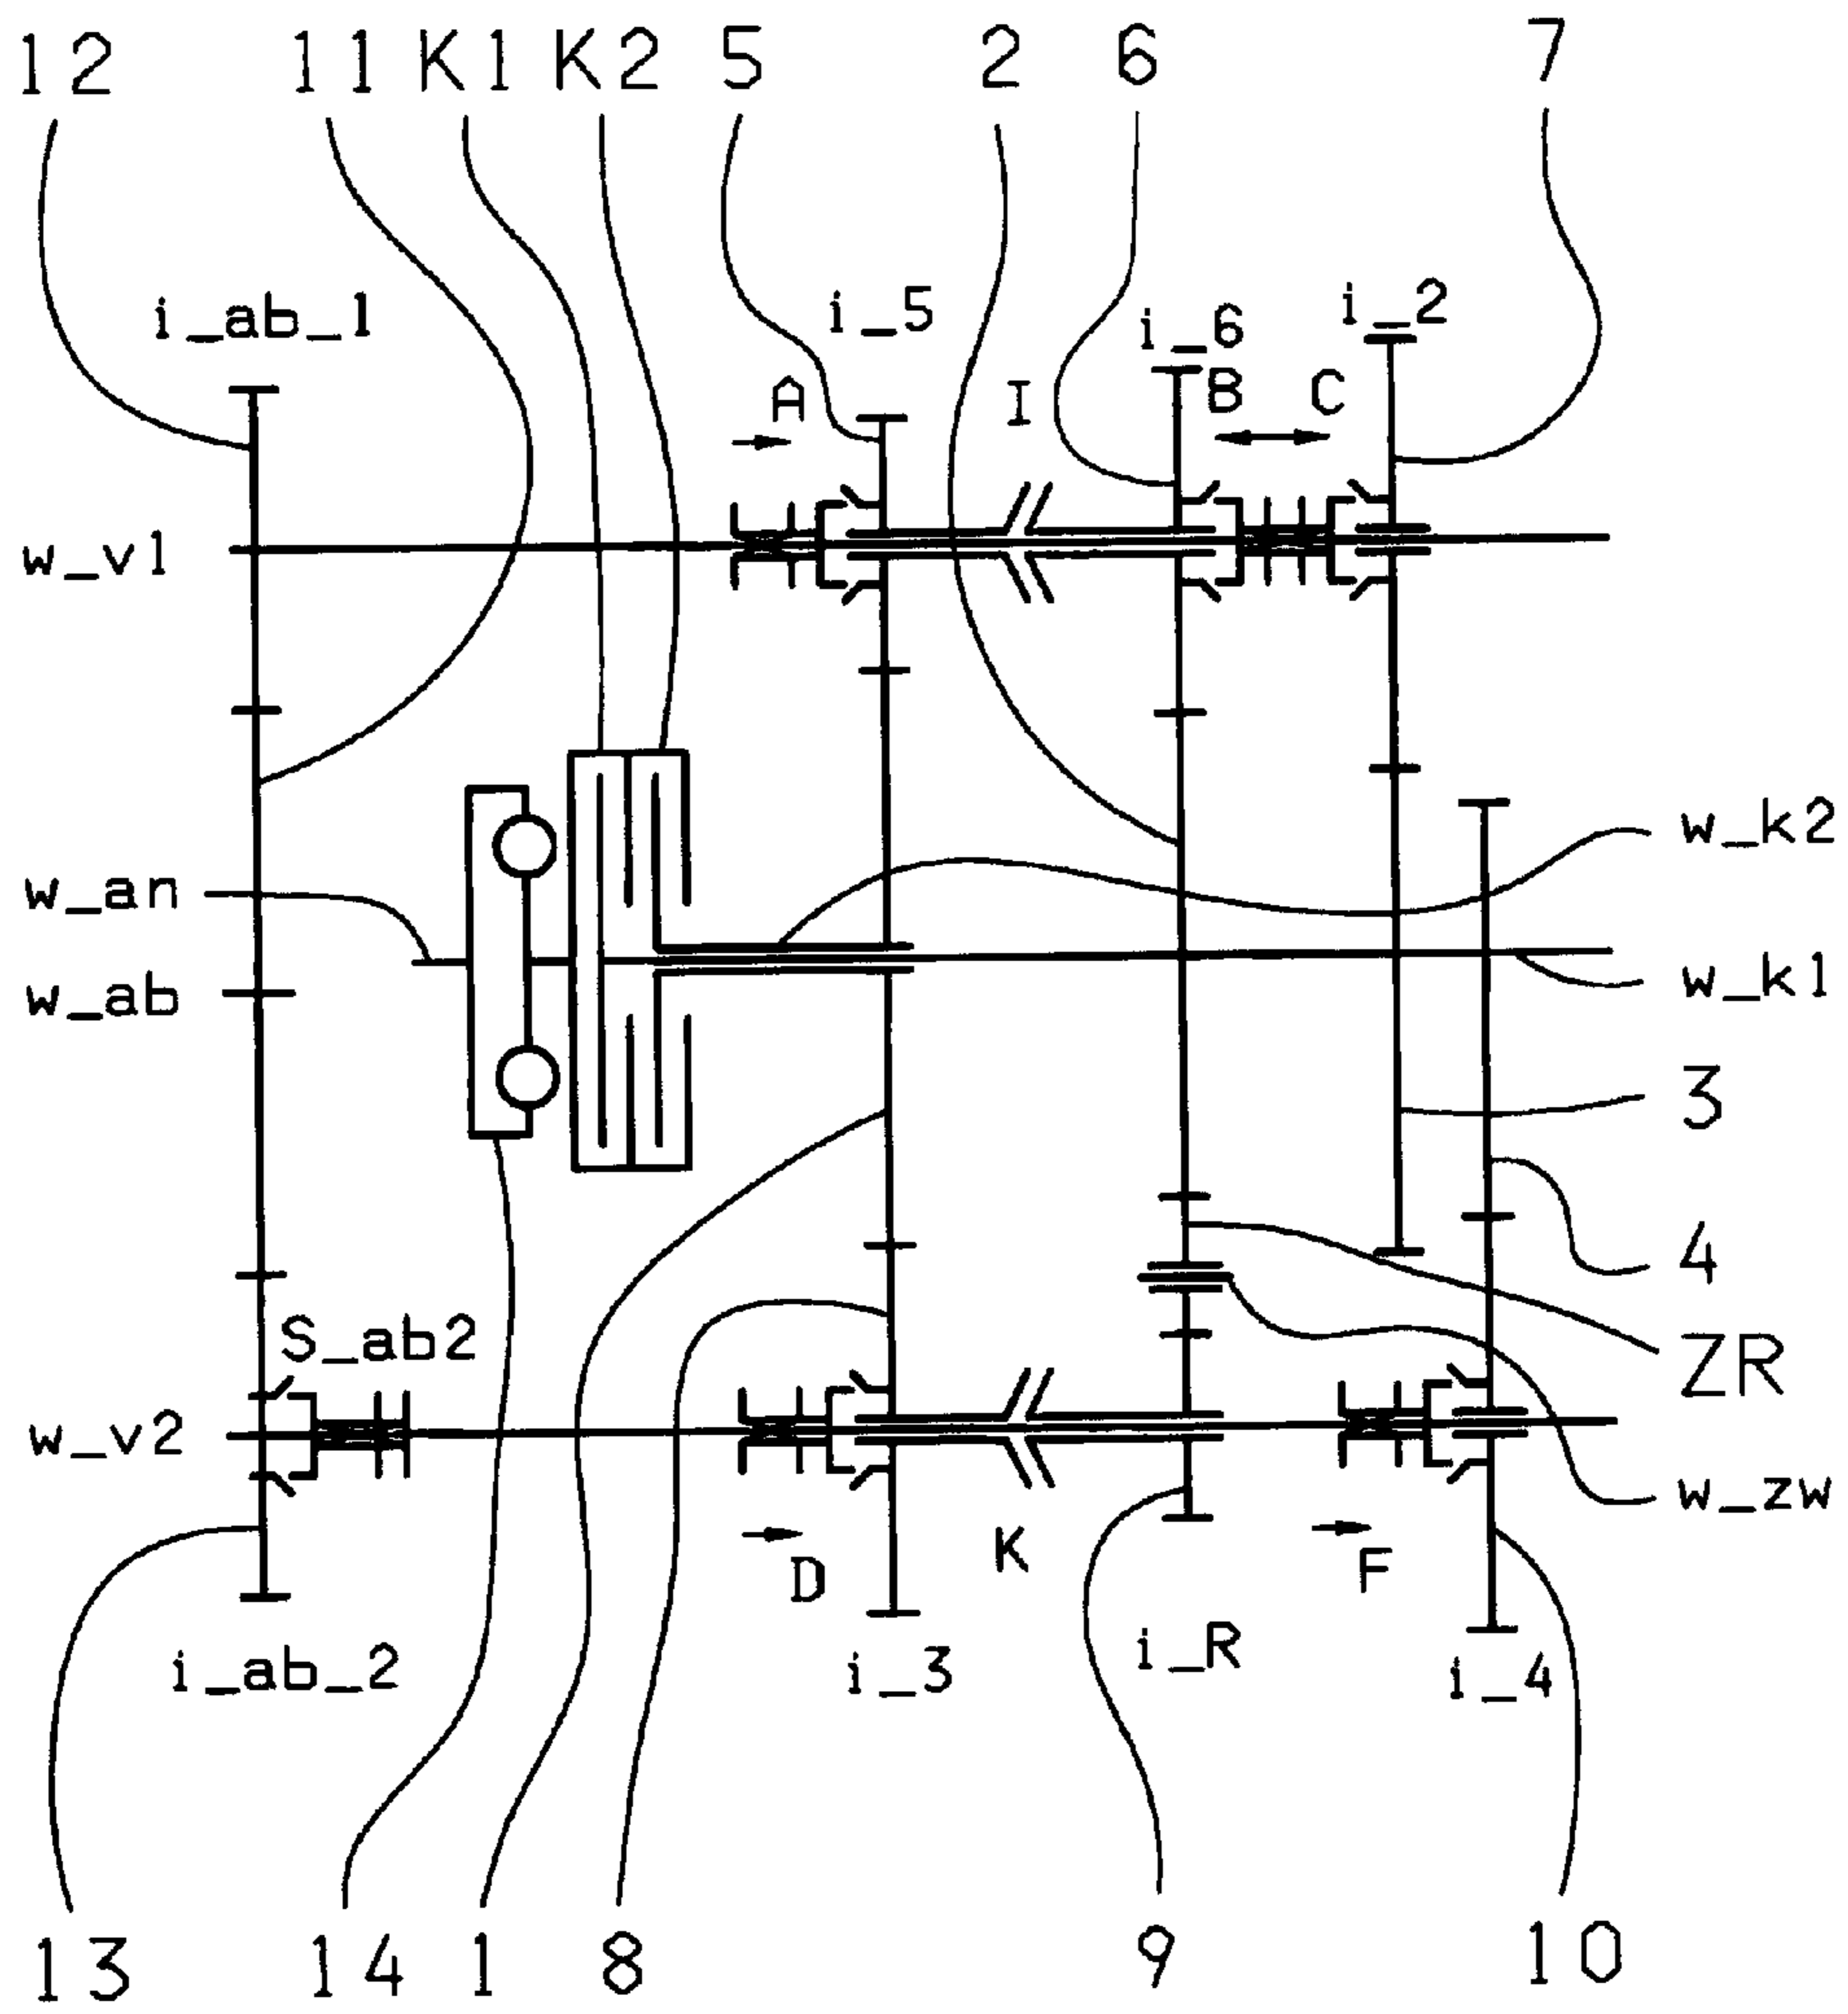 12 11 K1 K2 5 2 6 7
i_ab_1 i_5 i_6 i_2
A I B C
w_v1
w_k2
w_an
w_ab w_k1
3
4
S_ab2 ZR
w_v2
w_zw
D K F
i_ab_2 i_3 i_R i_4
13 14 1 8 9 10